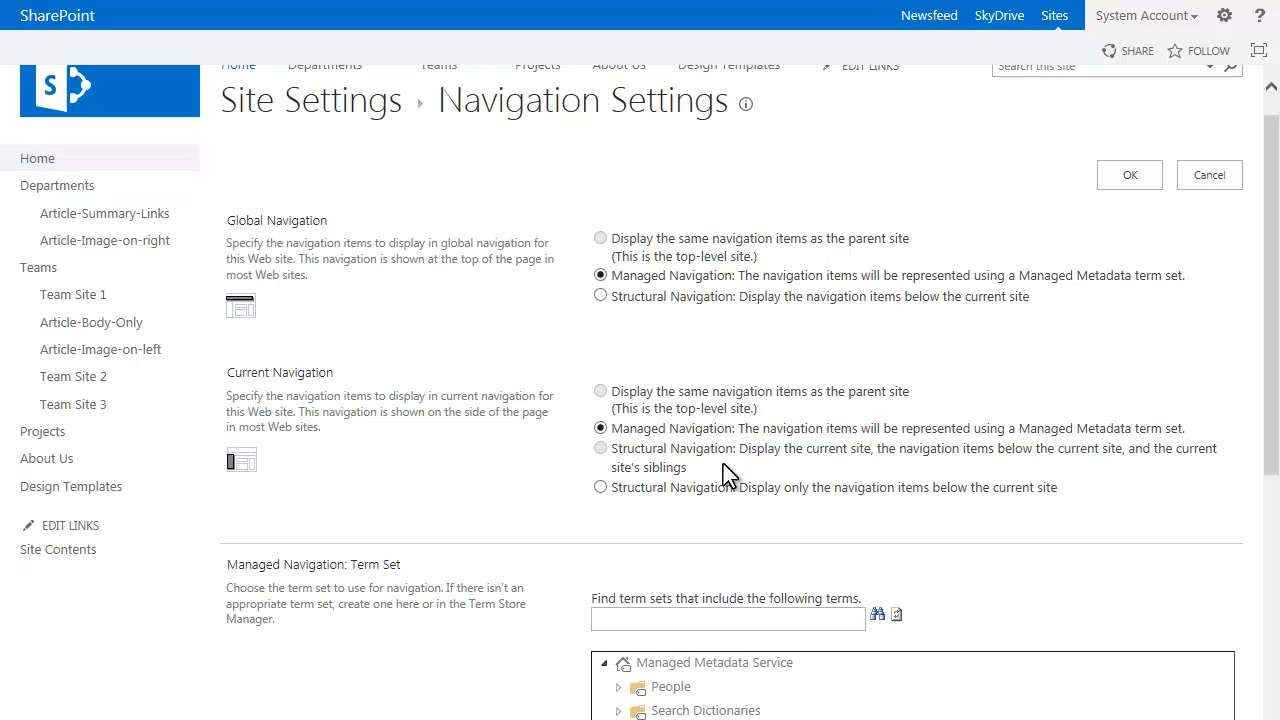 SharePoint
Newsfeed SkyDrive Sites System Account ?
SHARE FOLLOW
Home Departments Teams Projects About Us Design Templates EDIT LINKS Search this site
S
Site Settings ▸ Navigation Settings
Home
Departments
Article-Summary-Links
Article-Image-on-right
Teams
Team Site 1
Article-Body-Only
Article-Image-on-left
Team Site 2
Team Site 3
Projects
About Us
Design Templates
EDIT LINKS
Site Contents
OK Cancel
Global Navigation
Specify the navigation items to display in global navigation for
this Web site. This navigation is shown at the top of the page in
most Web sites.
Display the same navigation items as the parent site
(This is the top-level site.)
Managed Navigation: The navigation items will be represented using a Managed Metadata term set.
Structural Navigation: Display the navigation items below the current site
Current Navigation
Specify the navigation items to display in current navigation for
this Web site. This navigation is shown on the side of the page
in most Web sites.
Display the same navigation items as the parent site
(This is the top-level site.)
Managed Navigation: The navigation items will be represented using a Managed Metadata term set.
Structural Navigation: Display the current site, the navigation items below the current site, and the current
site's siblings
Structural Navigation: Display only the navigation items below the current site
Managed Navigation: Term Set
Choose the term set to use for navigation. If there isn't an
appropriate term set, create one here or in the Term Store
Manager.
Find term sets that include the following terms.
Managed Metadata Service
People
Search Dictionaries